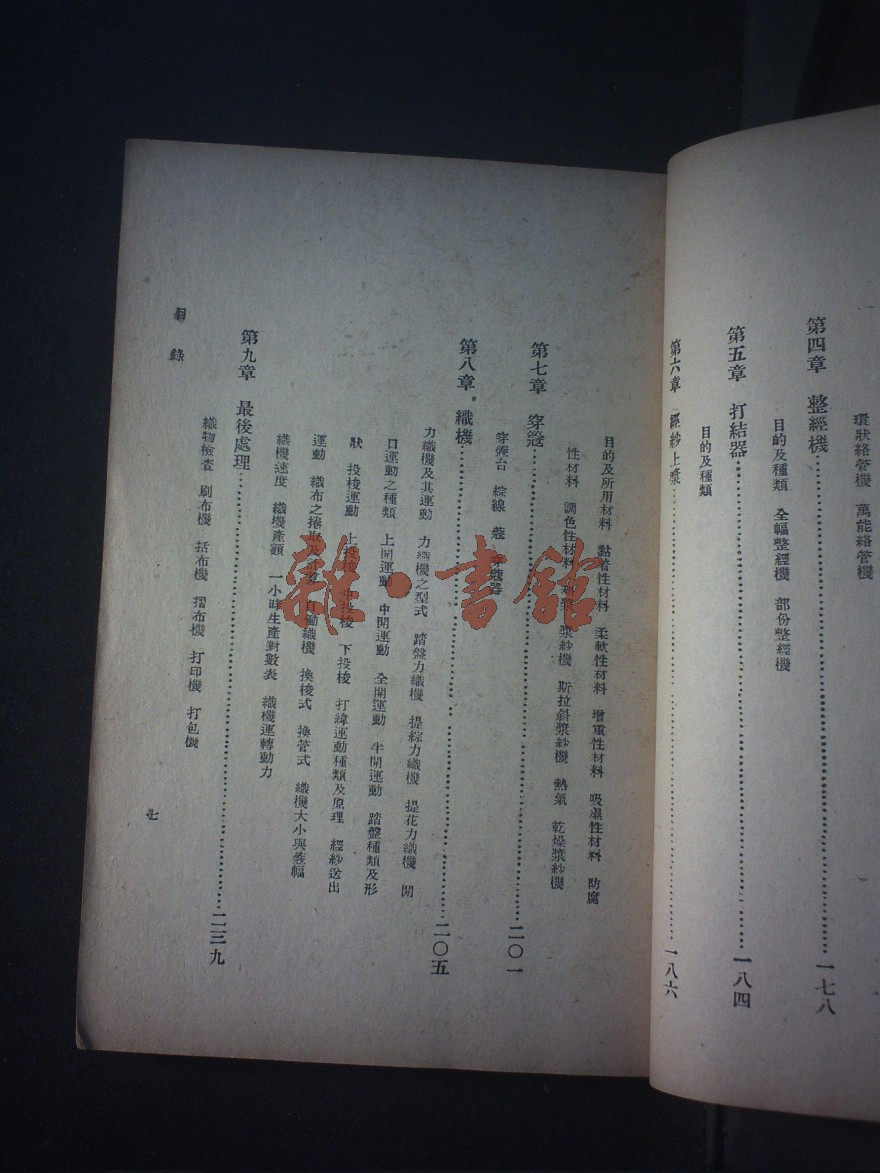 環狀絡管機 萬能絡管機
第四章 整經機……一七八
目的及種類 全幅整經機 部份整經機
第五章 打結器……一八四
目的及種類
第六章 經紗上漿……一八六
目的及所用材料 黏着性材料 柔軟性材料 增重性材料 吸濕性材料 防腐
性材料 調色性材料 漿紗機 斯拉斜漿紗機 熱氣 乾燥漿紗機
第七章 穿筬……二〇一
穿 台 綜線
第八章 織機……二〇五
力織機及其運動 力織機之型式 踏盤力織機 提綜力織機 提花力織機 開
口運動之種類 上開運動 中開運動 全開運動 半開運動 踏盤種類及形
狀 投梭運動 上投梭 下投梭 打緯運動種類及原理 經紗送出
運動 織布之捲取及 自動織機 換梭式 換管式 織機大小與筬幅
織機速度 織機產額 一小時生產對數表 織機運轉動力
第九章 最後處理……二三九
織物檢查 刷布機 括布機 摺布機 打印機 打包機
目錄
七
雜·書館